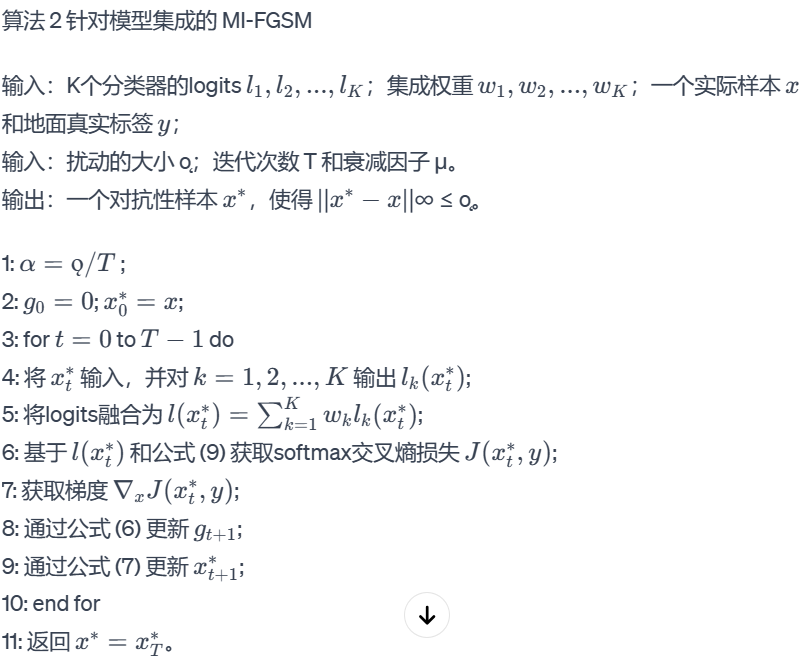 算法 2 针对模型集成的 MI-FGSM
输入：K个分类器的logits $l_1, l_2, ..., l_K$；集成权重 $w_1, w_2, ..., w_K$；一个实际样本 $x$
和地面真实标签 $y$；
输入：扰动的大小 ǫ；迭代次数 T 和衰减因子 μ。
输出：一个对抗性样本 $x^*$，使得 $||x^* - x||$∞ ≤ ǫ。
1: $\alpha = ǫ/T$ ;
2: $g_0 = 0; x_0^* = x$;
3: for $t = 0$ to $T - 1$ do
4: 将 $x_t^*$ 输入，并对 $k = 1, 2, ..., K$ 输出 $l_k(x_t^*)$;
5: 将logits融合为 $l(x_t^*) = \sum_{k=1}^{K} w_k l_k(x_t^*)$;
6: 基于 $l(x_t^*)$ 和公式 (9) 获取softmax交叉熵损失 $J(x_t^*, y)$;
7: 获取梯度 $\nabla_x J(x_t^*, y)$;
8: 通过公式 (6) 更新 $g_{t+1}$;
9: 通过公式 (7) 更新 $x_{t+1}^*$;
10: end for
11: 返回 $x^* = x_T^*$。